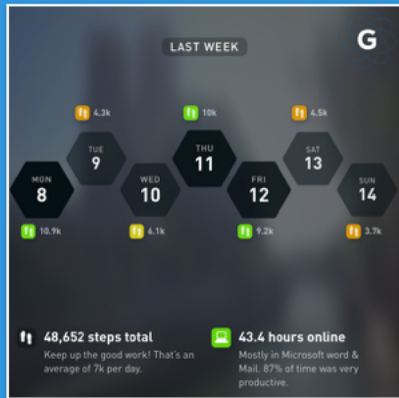 G
LAST WEEK
4.3k
10k
4.5k
TUE
9
THU
11
SAT
13
MON
8
WED
10
FRI
12
SUN
14
10.9k
6.1k
9.2k
3.7k
48,652 steps total
Keep up the good work! That's an
average of 7k per day.
43.4 hours online
Mostly in Microsoft word &
Mail. 87% of time was very
productive.